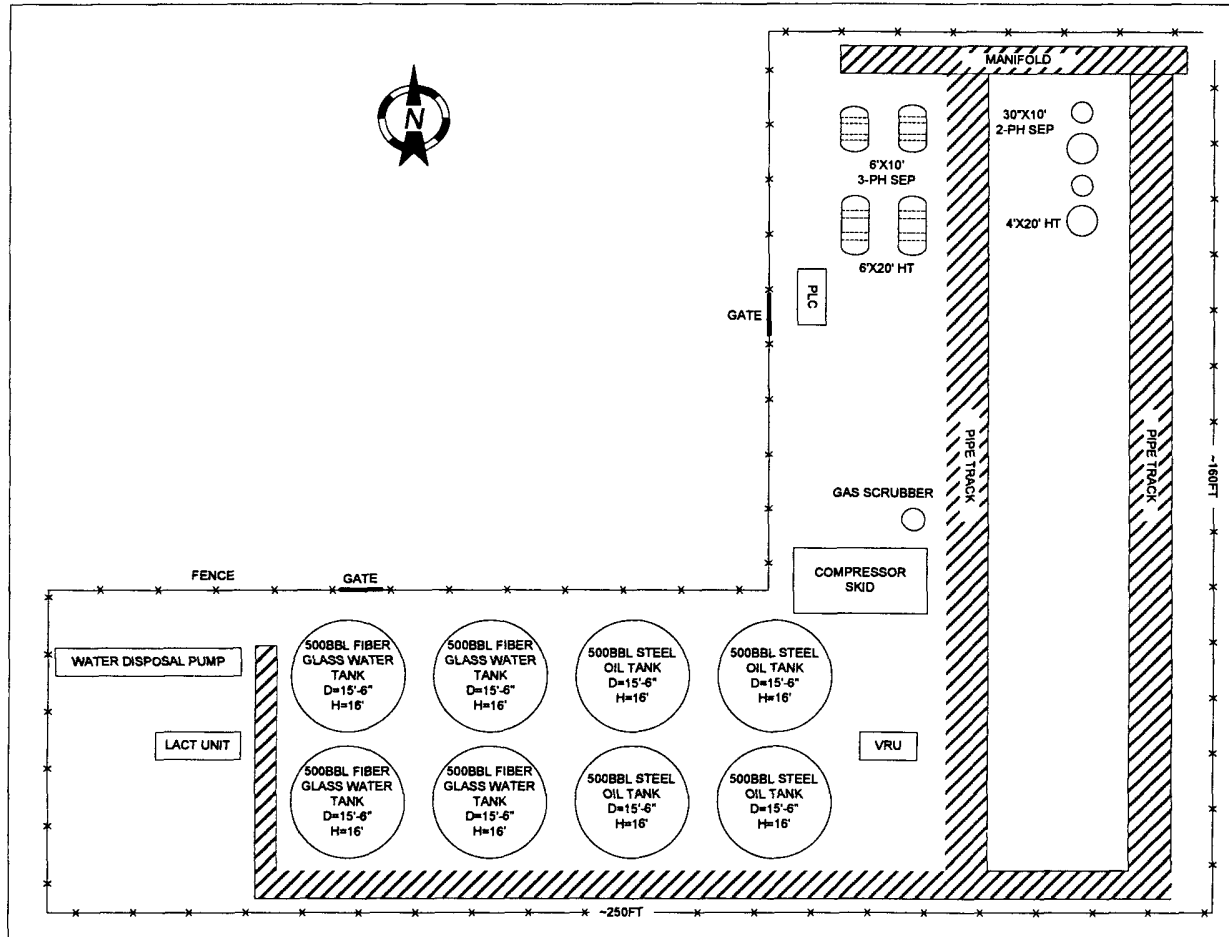 MANIFOLD
N
30"X10'
2-PH SEP
6'X10'
3-PH SEP
4'X20' HT
6'X20' HT
PLC
GATE
PIPE TRACK
PIPE TRACK
~160FT
GAS SCRUBBER
COMPRESSOR
SKID
FENCE
GATE
WATER DISPOSAL PUMP
500BBL FIBER
GLASS WATER
TANK
D=15'-6"
H=16'
500BBL FIBER
GLASS WATER
TANK
D=15'-6"
H=16'
500BBL STEEL
OIL TANK
D=15'-6"
H=16'
500BBL STEEL
OIL TANK
D=15'-6"
H=16'
LACT UNIT
VRU
500BBL FIBER
GLASS WATER
TANK
D=15'-6"
H=16'
500BBL FIBER
GLASS WATER
TANK
D=15'-6"
H=16'
500BBL STEEL
OIL TANK
D=15'-6"
H=16'
500BBL STEEL
OIL TANK
D=15'-6"
H=16'
~250FT